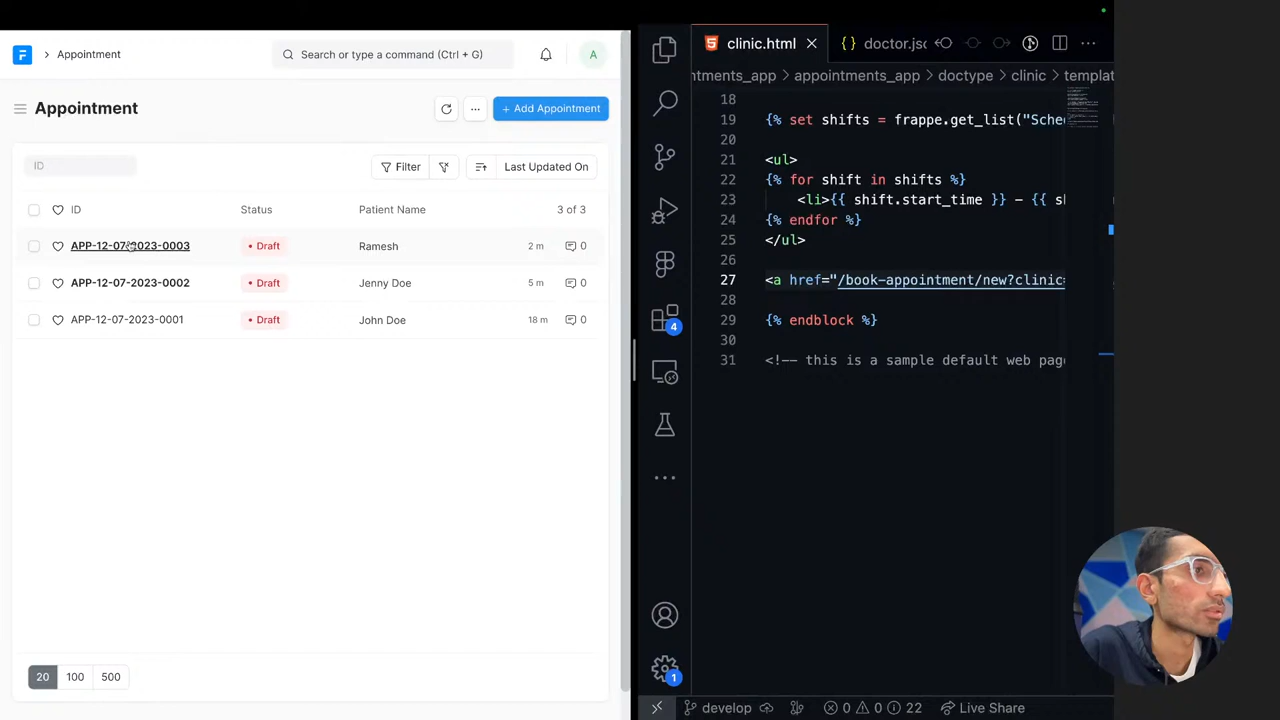 Appointment
Search or type a command (Ctrl + G)
A
Appointment
+ Add Appointment
ID
Filter
Last Updated On
ID
Status
Patient Name
3 of 3
APP-12-07-2023-0003
Draft
Ramesh
2 m
0
APP-12-07-2023-0002
Draft
Jenny Doe
5 m
0
APP-12-07-2023-0001
Draft
John Doe
18 m
0
20
100
500
clinic.html
{} doctor.jsc
ntments_app > appointments_app > doctype > clinic > templat
18
19 {% set shifts = frappe.get_list("Sche
20
21 <ul>
22 {% for shift in shifts %}
23 <li>{{ shift.start_time }} - {{ sh
24 {% endfor %}
25 </ul>
26
27 <a href="/book-appointment/new?clinic=
28
29 {% endblock %}
30
31 <!-- this is a sample default web page
4
1
develop
0
0
22
Live Share